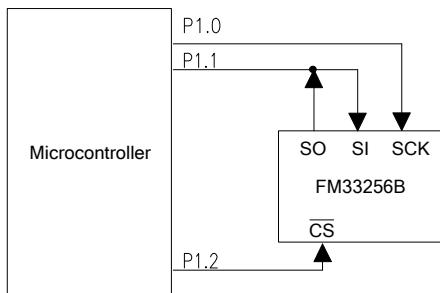 P1.0
P1.1
Microcontroller
SO SI SCK
FM33256B
CS
P1.2